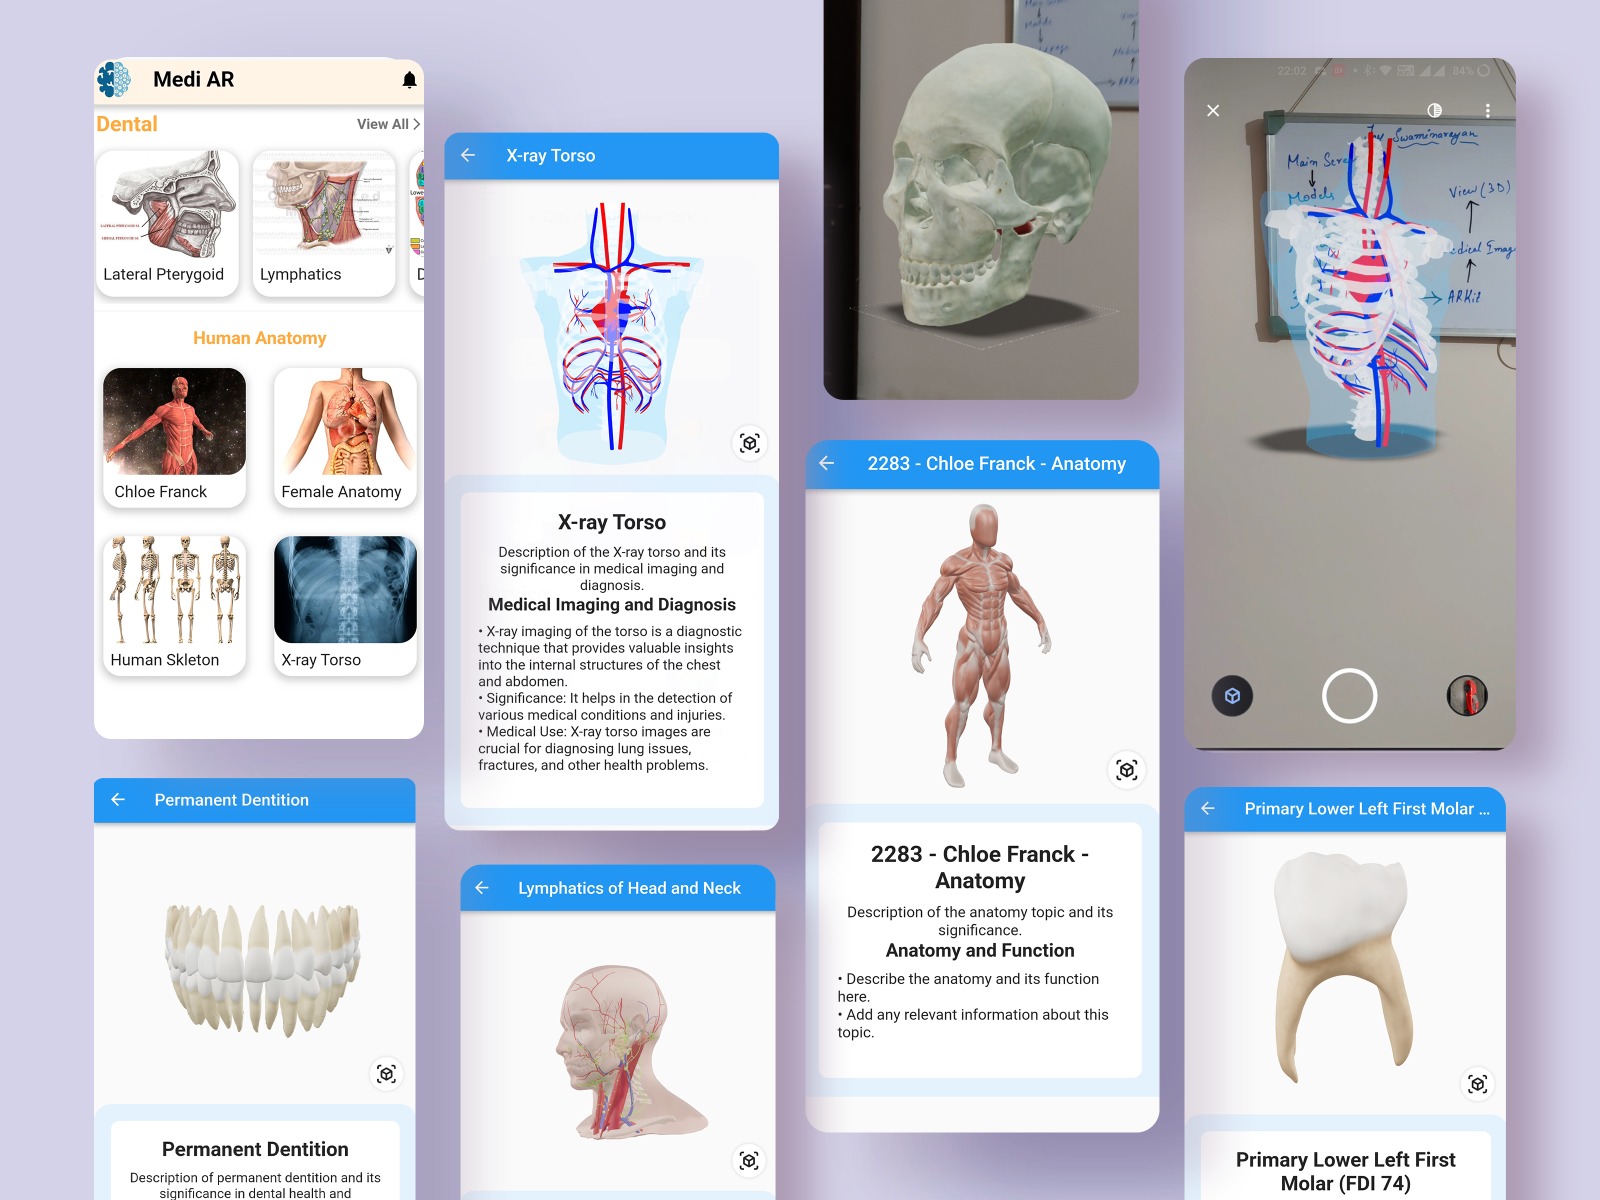 Medi AR
Dental
View All
LATERAL PTERYGOID
MEDIAL PTERYGOID
Lateral Pterygoid
Lymphatics
D
Human Anatomy
Chloe Franck
Female Anatomy
Human Skleton
X-ray Torso
X-ray Torso
X-ray Torso
Description of the X-ray torso and its
significance in medical imaging and
diagnosis.
Medical Imaging and Diagnosis
• X-ray imaging of the torso is a diagnostic
technique that provides valuable insights
into the internal structures of the chest
and abdomen.
• Significance: It helps in the detection of
various medical conditions and injuries.
• Medical Use: X-ray torso images are
crucial for diagnosing lung issues,
fractures, and other health problems.
2283 - Chloe Franck - Anatomy
2283 - Chloe Franck -
Anatomy
Description of the anatomy topic and its
significance.
Anatomy and Function
• Describe the anatomy and its function
here.
• Add any relevant information about this
topic.
22:02
84%
Swaminarayan
Main
Models
View (3D)
ARKit
Permanent Dentition
Permanent Dentition
Description of permanent dentition and its
significance in dental health and
Lymphatics of Head and Neck
Primary Lower Left First Molar ...
Primary Lower Left First
Molar (FDI 74)